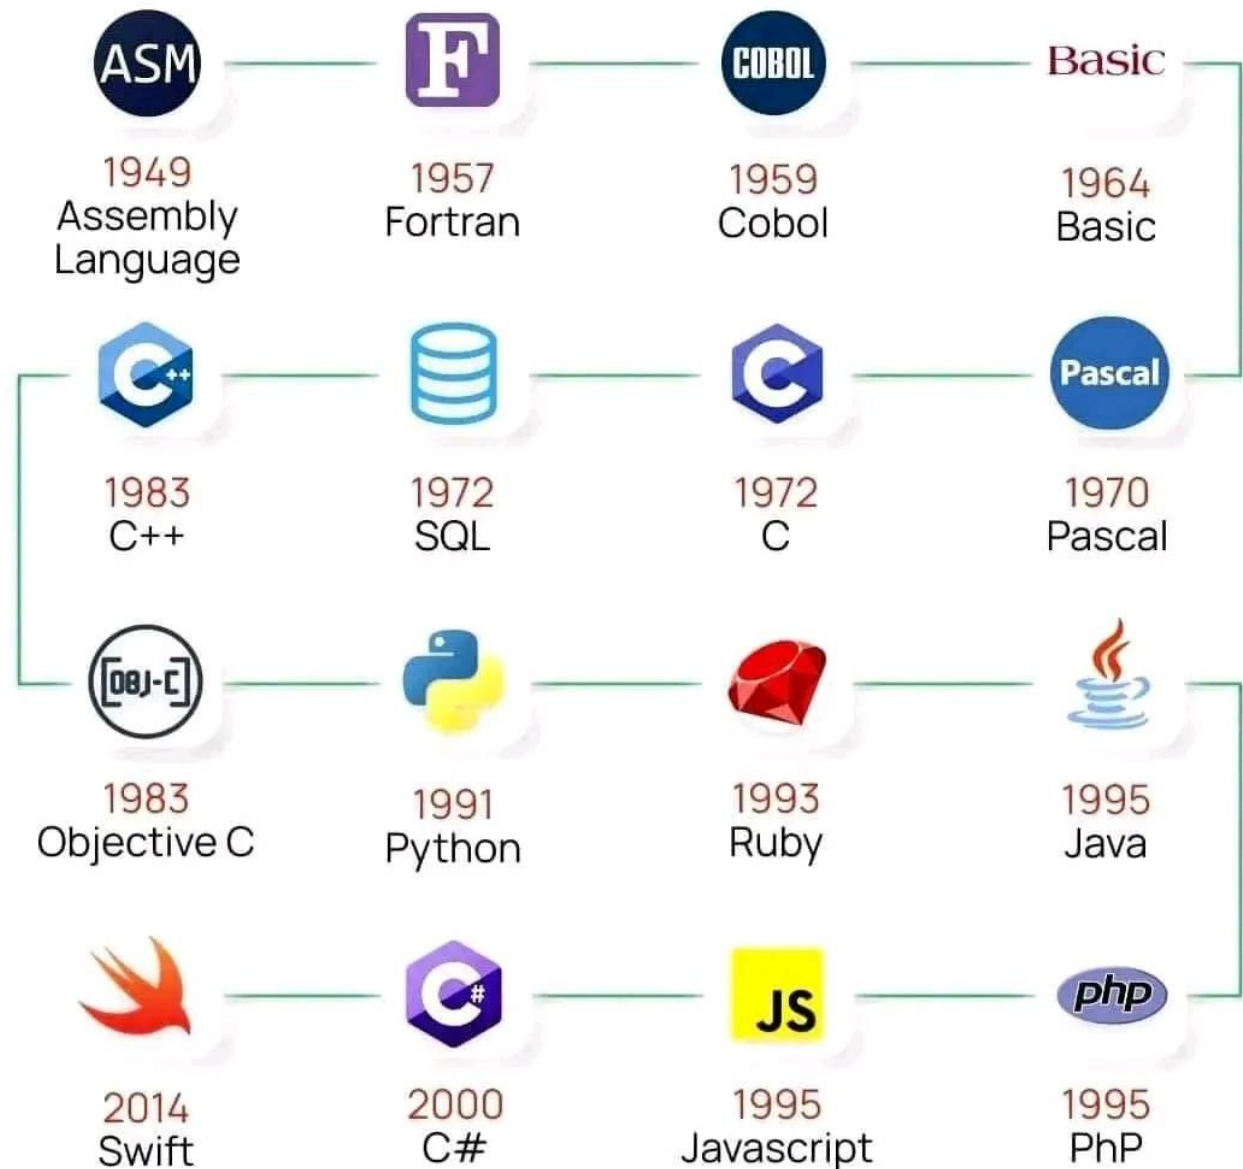 ASM
F
COBOL
Basic
1949
Assembly
Language
1957
Fortran
1959
Cobol
1964
Basic
C++
C
Pascal
1983
C++
1972
SQL
1972
C
1970
Pascal
[OBJ-C]
1983
Objective C
1991
Python
1993
Ruby
1995
Java
C#
JS
php
2014
Swift
2000
C#
1995
Javascript
1995
PhP